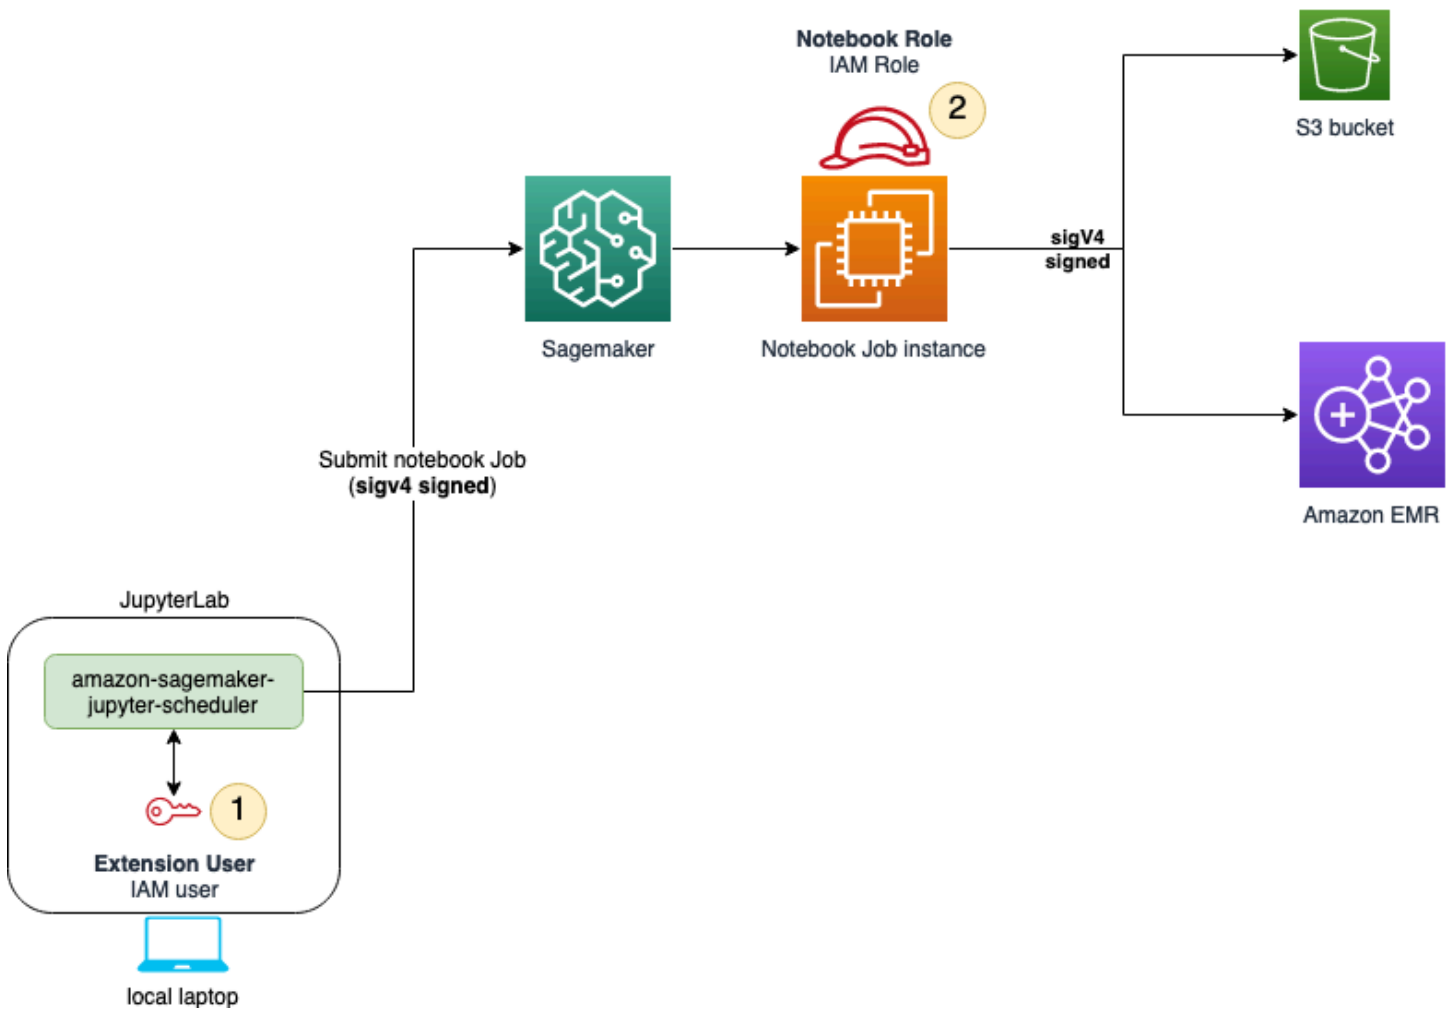 Notebook Role
IAM Role
2
S3 bucket
sigV4
signed
Sagemaker
Notebook Job instance
Submit notebook Job
(sigv4 signed)
Amazon EMR
JupyterLab
amazon-sagemaker-
jupyter-scheduler
1
Extension User
IAM user
local laptop